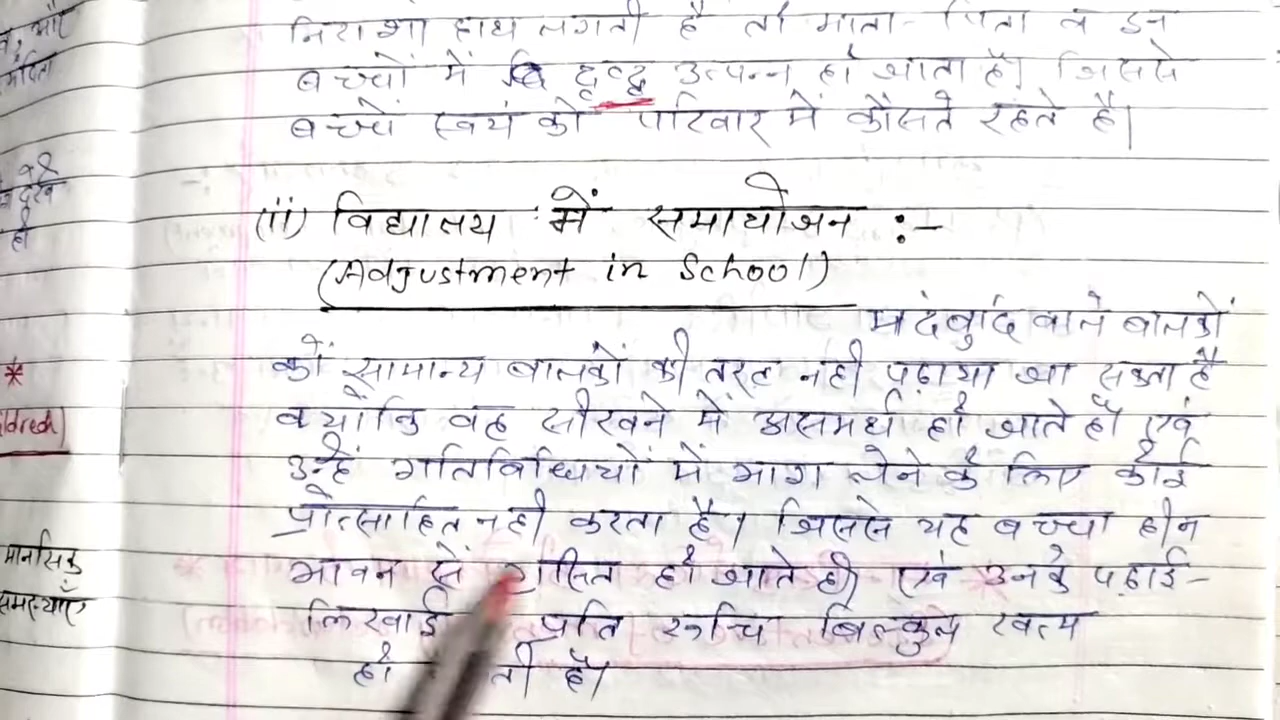 निराशा हाथ लगती है तो माता-पिता व इन
बच्चों में द्वन्द्व उत्पन्न हो जाता है। जिससे
बच्चे स्वयं को परिवार में कौसते रहते है।
(ii) विद्यालय में समायोजन :-
(Adjustment in School)
मदंबुदि वाले बालकों
कों सामान्य बालकों की तरह नही पढ़ाया जा सकता है
क्योंकि वह सीखने में असमर्थ हो जाते है। एवं
उन्हें गतिविधियों में भाग लेने के लिए कोई
प्रोत्साहित नही करता है। जिससे यह बच्चा हीन
भावन से ग्रसित हो जाते है। एवं उनके पढ़ाई-
लिखाई प्रति रूचि बिल्कुल खत्म
हो ती है।
मानसिक
समस्याएँ